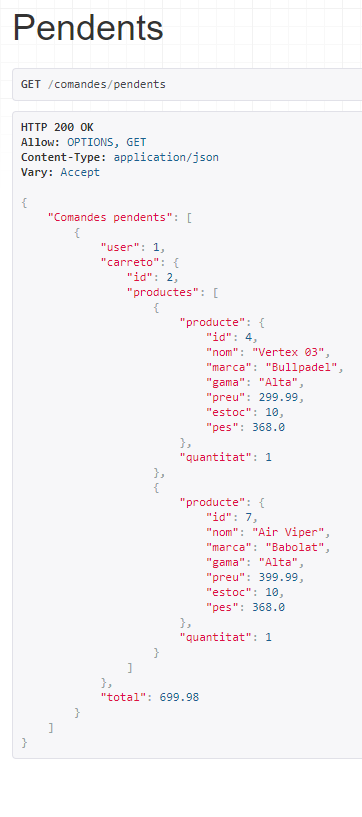 Pendents
GET /comandes/pendents
HTTP 200 OK
Allow: OPTIONS, GET
Content-Type: application/json
Vary: Accept
{
"Comandes pendents": [
{
"user": 1,
"carreto": {
"id": 2,
"productes": [
{
"producte": {
"id": 4,
"nom": "Vertex 03",
"marca": "Bullpadel",
"gama": "Alta",
"preu": 299.99,
"estoc": 10,
"pes": 368.0
},
"quantitat": 1
},
{
"producte": {
"id": 7,
"nom": "Air Viper",
"marca": "Babolat",
"gama": "Alta",
"preu": 399.99,
"estoc": 10,
"pes": 368.0
},
"quantitat": 1
}
]
},
"total": 699.98
}
]
}